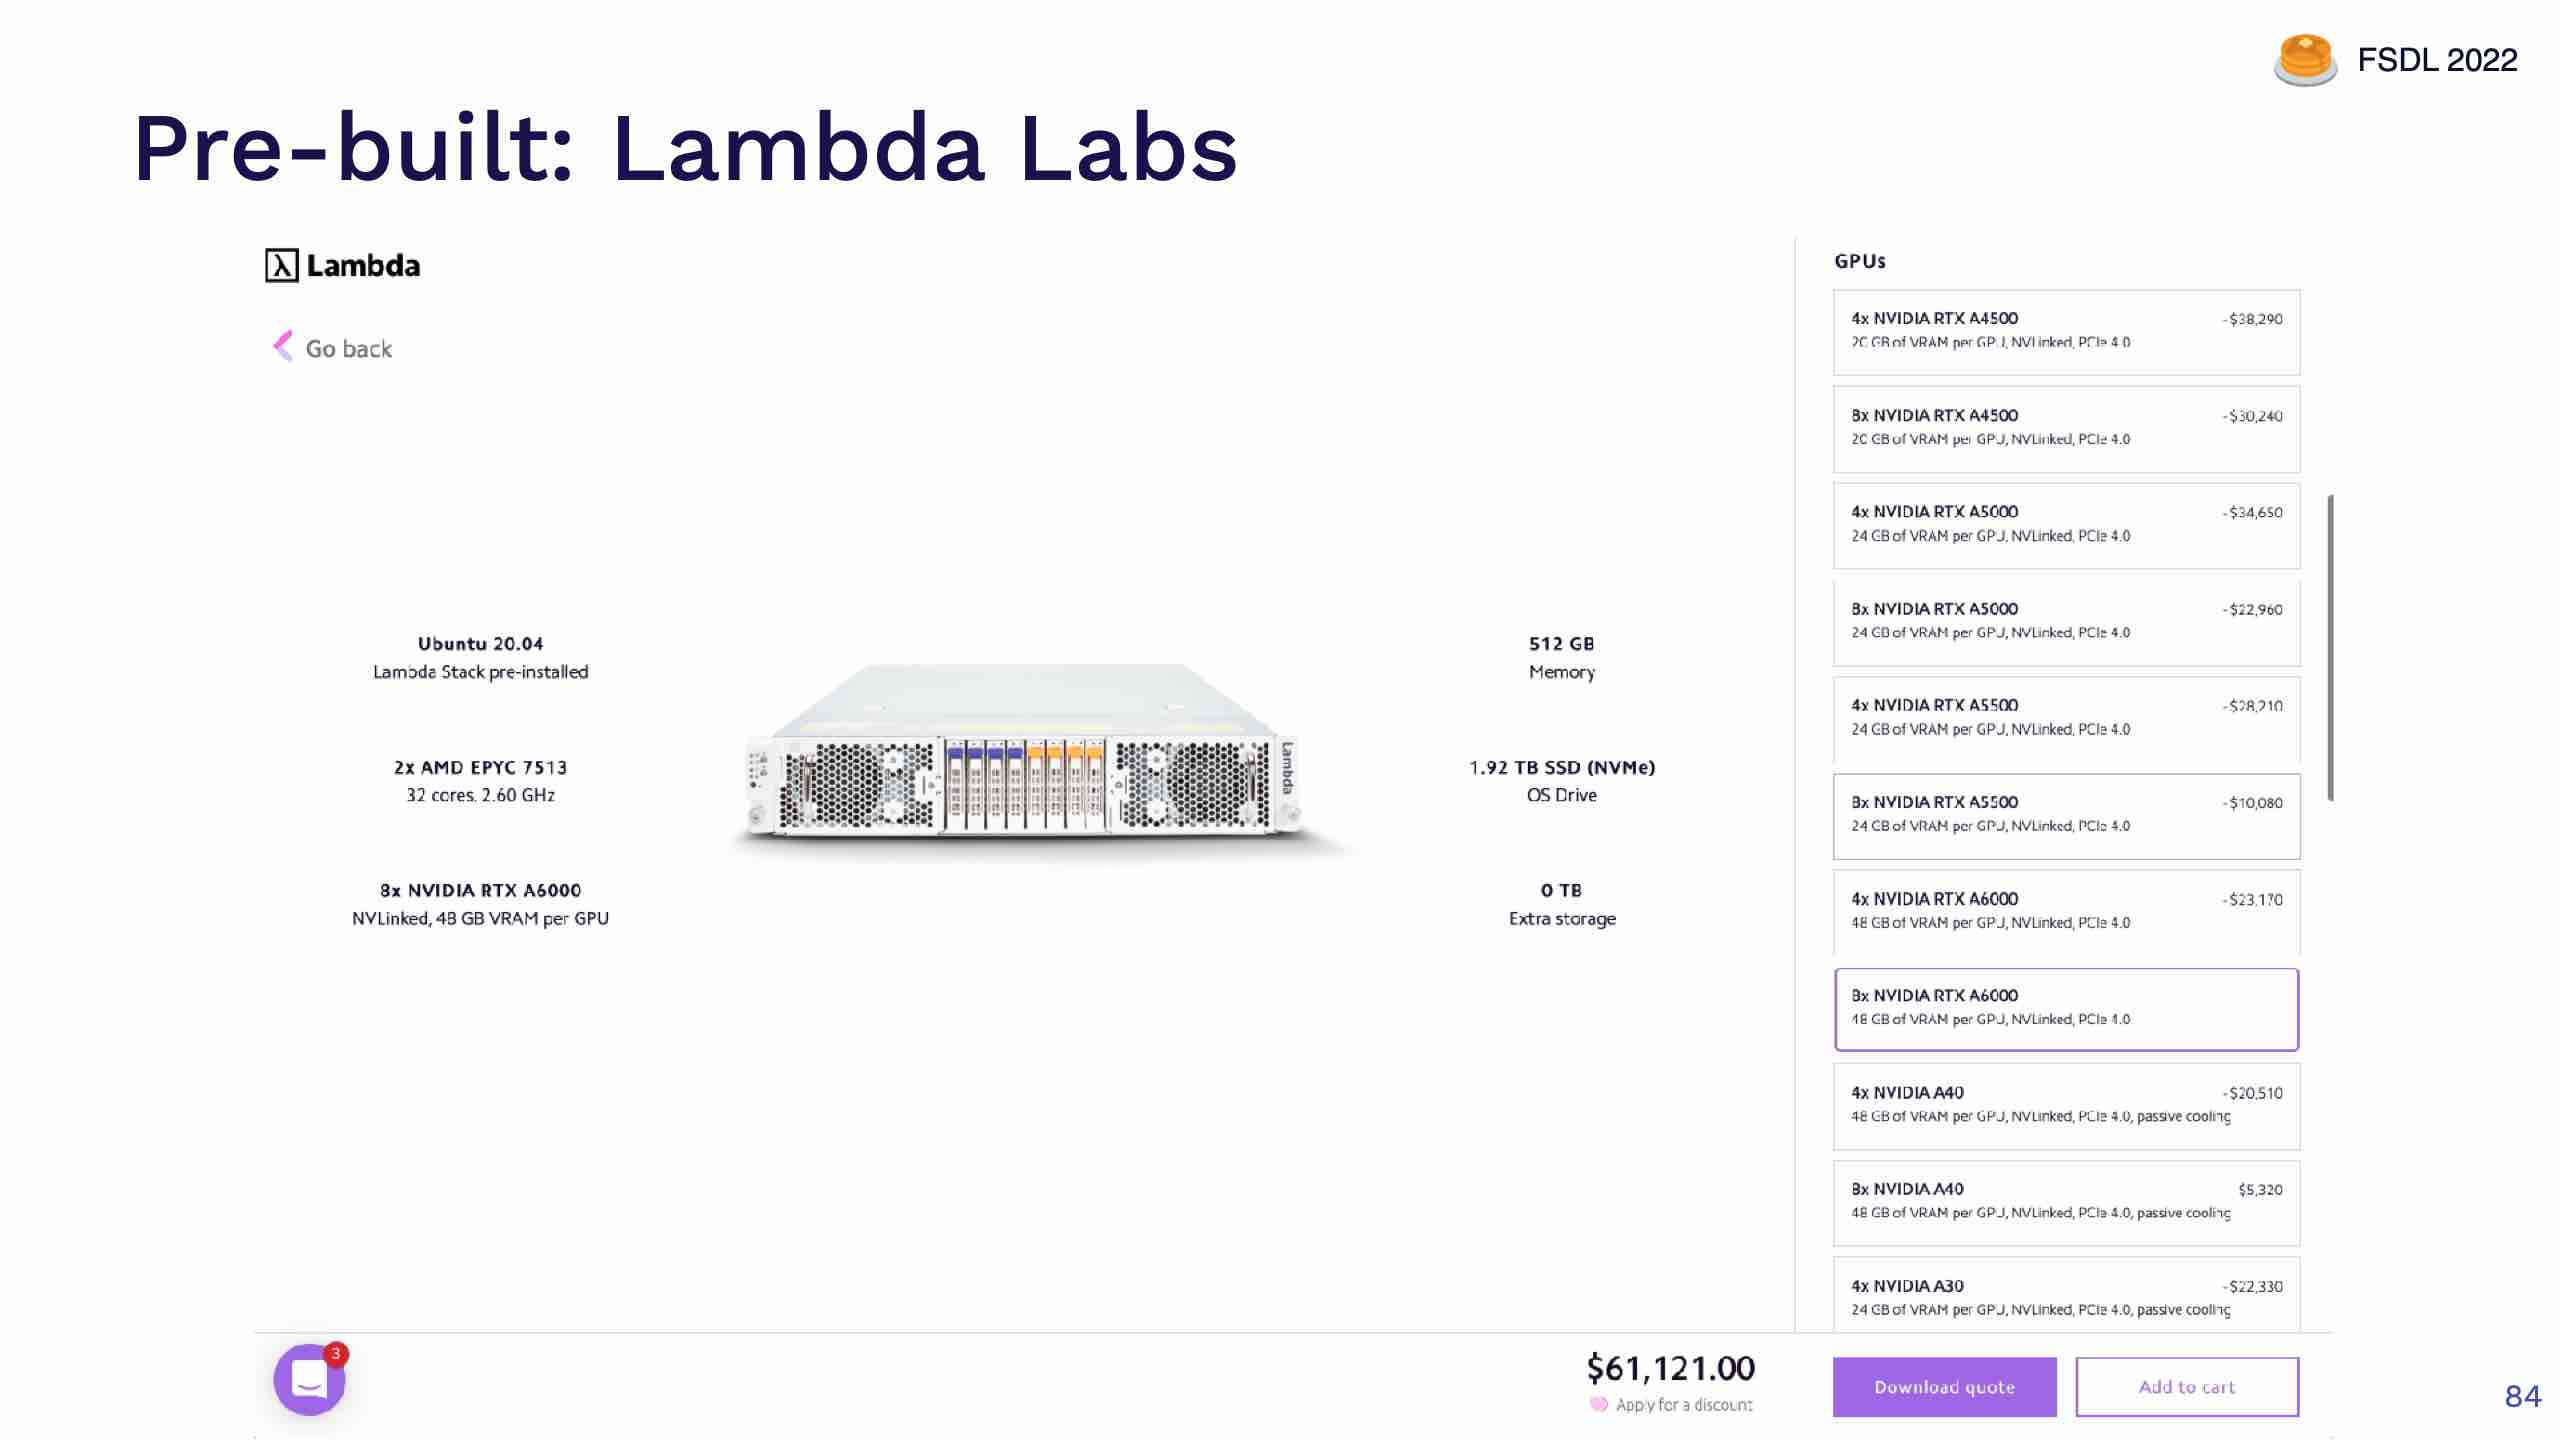 FSDL 2022
Pre-built: Lambda Labs
Lambda
Go back
Ubuntu 20.04
Lambda Stack pre-installed
2x AMD EPYC 7513
32 cores, 2.60 GHz
8x NVIDIA RTX A6000
NVLinked, 48 GB VRAM per GPU
Lambda
512 GB
Memory
1.92 TB SSD (NVMe)
OS Drive
0 TB
Extra storage
GPUs
4x NVIDIA RTX A4500 -$38,290
20 GB of VRAM per GPU, NVLinked, PCIe 4.0
8x NVIDIA RTX A4500 -$30,240
20 GB of VRAM per GPU, NVLinked, PCIe 4.0
4x NVIDIA RTX A5000 -$34,650
24 GB of VRAM per GPU, NVLinked, PCIe 4.0
8x NVIDIA RTX A5000 -$22,960
24 GB of VRAM per GPU, NVLinked, PCIe 4.0
4x NVIDIA RTX A5500 -$28,210
24 GB of VRAM per GPU, NVLinked, PCIe 4.0
8x NVIDIA RTX A5500 -$10,080
24 GB of VRAM per GPU, NVLinked, PCIe 4.0
4x NVIDIA RTX A6000 -$23,170
48 GB of VRAM per GPU, NVLinked, PCIe 4.0
8x NVIDIA RTX A6000
48 GB of VRAM per GPU, NVLinked, PCIe 4.0
4x NVIDIA A40 -$20,510
48 GB of VRAM per GPU, NVLinked, PCIe 4.0, passive cooling
8x NVIDIA A40 $5,320
48 GB of VRAM per GPU, NVLinked, PCIe 4.0, passive cooling
4x NVIDIA A30 -$22,330
24 GB of VRAM per GPU, NVLinked, PCIe 4.0, passive cooling
3
$61,121.00
Apply for a discount
Download quote
Add to cart
84